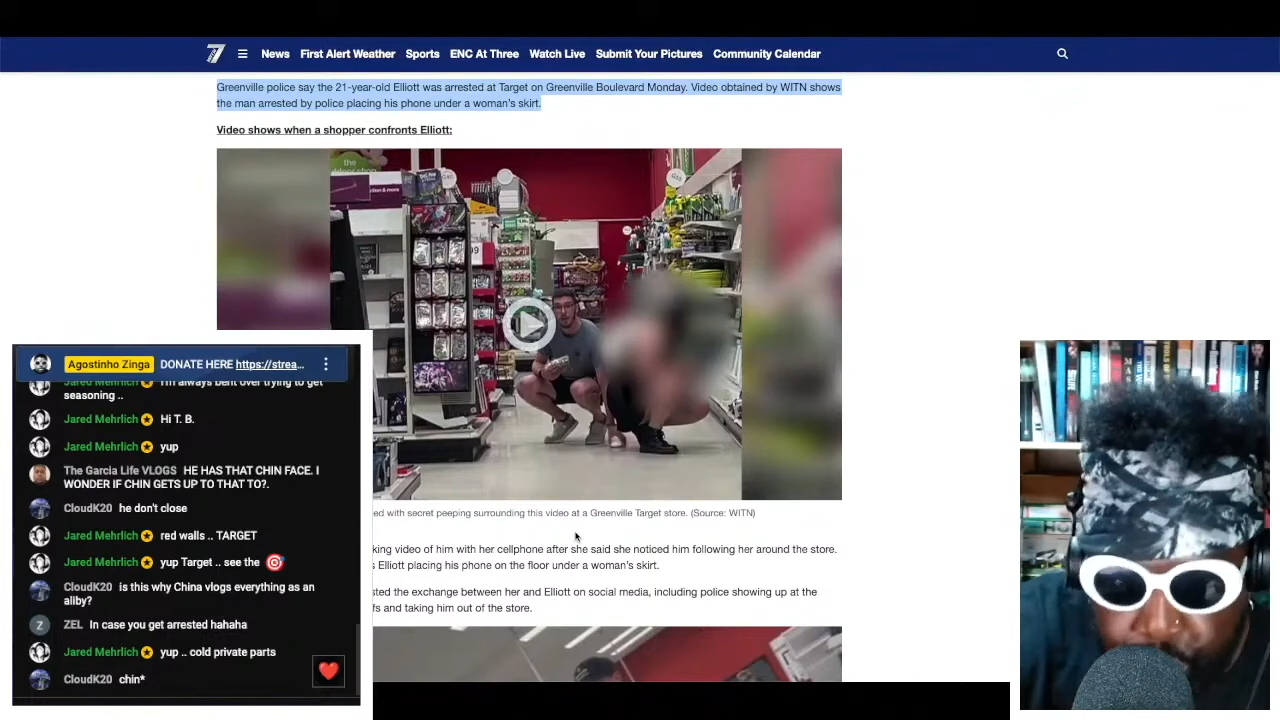 7
News
First Alert Weather
Sports
ENC At Three
Watch Live
Submit Your Pictures
Community Calendar
Greenville police say the 21-year-old Elliott was arrested at Target on Greenville Boulevard Monday. Video obtained by WITN shows
the man arrested by police placing his phone under a woman's skirt.
Video shows when a shopper confronts Elliott:
the
ed with secret peeping surrounding this video at a Greenville Target store. (Source: WITN)
king video of him with her cellphone after she said she noticed him following her around the store.
s Elliott placing his phone on the floor under a woman's skirt.
sted the exchange between her and Elliott on social media, including police showing up at the
fs and taking him out of the store.
Agostinho Zinga DONATE HERE https://strea...
Jared Mehrlich I'm always bent over trying to get
seasoning ..
Jared Mehrlich Hi T. B.
Jared Mehrlich yup
The Garcia Life VLOGS HE HAS THAT CHIN FACE. I
WONDER IF CHIN GETS UP TO THAT TO?.
CloudK20 he don't close
Jared Mehrlich red walls .. TARGET
Jared Mehrlich yup Target .. see the 🎯
CloudK20 is this why China vlogs everything as an
aliby?
Z ZEL In case you get arrested hahaha
Jared Mehrlich yup .. cold private parts
CloudK20 chin*